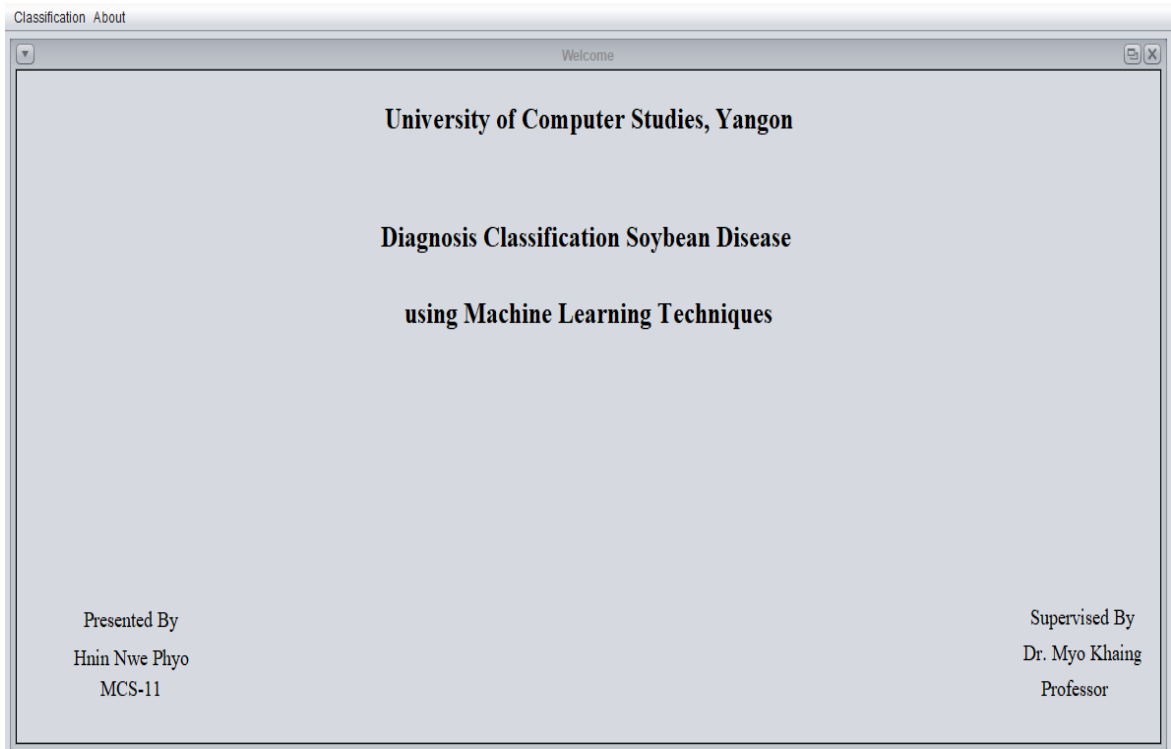 Classification About
Welcome
University of Computer Studies, Yangon
Diagnosis Classification Soybean Disease
using Machine Learning Techniques
Presented By
Hnin Nwe Phyo
MCS-11
Supervised By
Dr. Myo Khaing
Professor